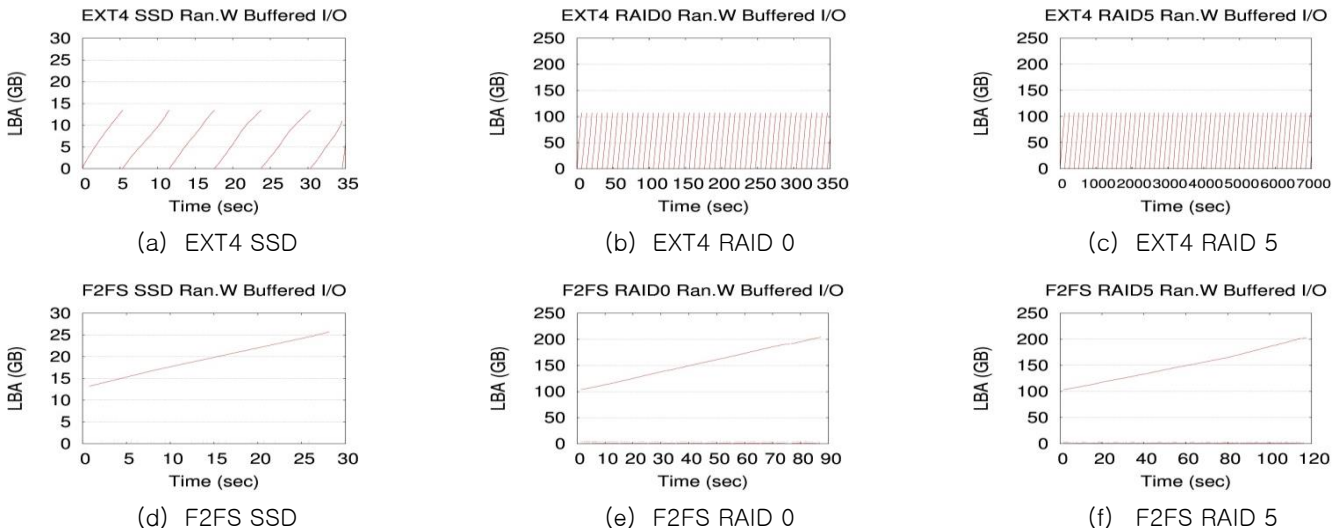 EXT4 SSD Ran.W Buffered I/O
30
25
20
15
10
5
0
LBA (GB)
0 5 10 15 20 25 30 35
Time (sec)
(a) EXT4 SSD
EXT4 RAID0 Ran.W Buffered I/O
250
200
150
100
50
0
LBA (GB)
0 50 100 150 200 250 300 350
Time (sec)
(b) EXT4 RAID 0
EXT4 RAID5 Ran.W Buffered I/O
250
200
150
100
50
0
LBA (GB)
0 1000 2000 3000 4000 5000 6000 7000
Time (sec)
(c) EXT4 RAID 5
F2FS SSD Ran.W Buffered I/O
30
25
20
15
10
5
0
LBA (GB)
0 5 10 15 20 25 30
Time (sec)
(d) F2FS SSD
F2FS RAID0 Ran.W Buffered I/O
250
200
150
100
50
0
LBA (GB)
0 10 20 30 40 50 60 70 80 90
Time (sec)
(e) F2FS RAID 0
F2FS RAID5 Ran.W Buffered I/O
250
200
150
100
50
0
LBA (GB)
0 20 40 60 80 100 120
Time (sec)
(f) F2FS RAID 5